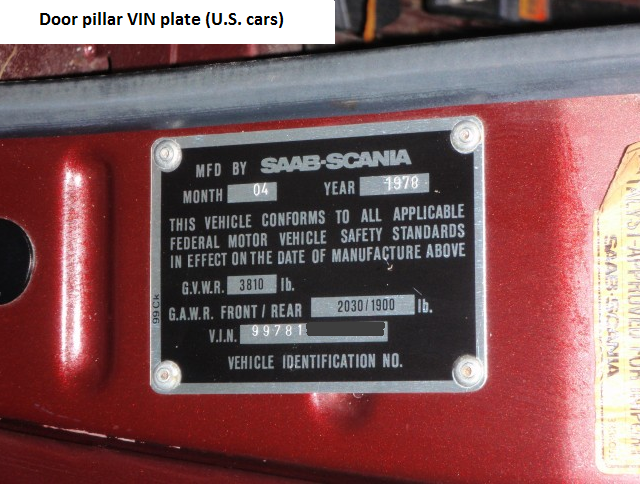 Door pillar VIN plate (U.S. cars)
MFD BY SAAB-SCANIA
MONTH 04 YEAR 1978
THIS VEHICLE CONFORMS TO ALL APPLICABLE
FEDERAL MOTOR VEHICLE SAFETY STANDARDS
IN EFFECT ON THE DATE OF MANUFACTURE ABOVE
G.V.W.R. 3810 lb.
G.A.W.R. FRONT / REAR 2030/1900 lb.
V.I.N. 99781
VEHICLE IDENTIFICATION NO.
99Ck
SAAB-SCANIA